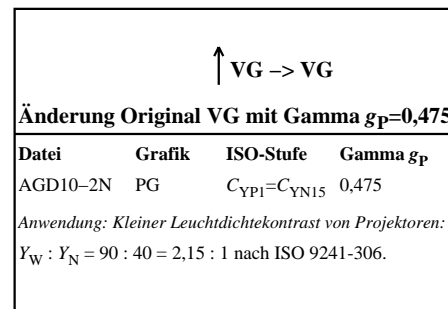 VG –> VG
Änderung Original VG mit Gamma gP=0,475
Datei Grafik ISO-Stufe Gamma gP
AGD10–2N PG CYP1=CYN15 0,475
Anwendung: Kleiner Leuchtdichtekontrast von Projektoren:
YW : YN = 90 : 40 = 2,15 : 1 nach ISO 9241-306.